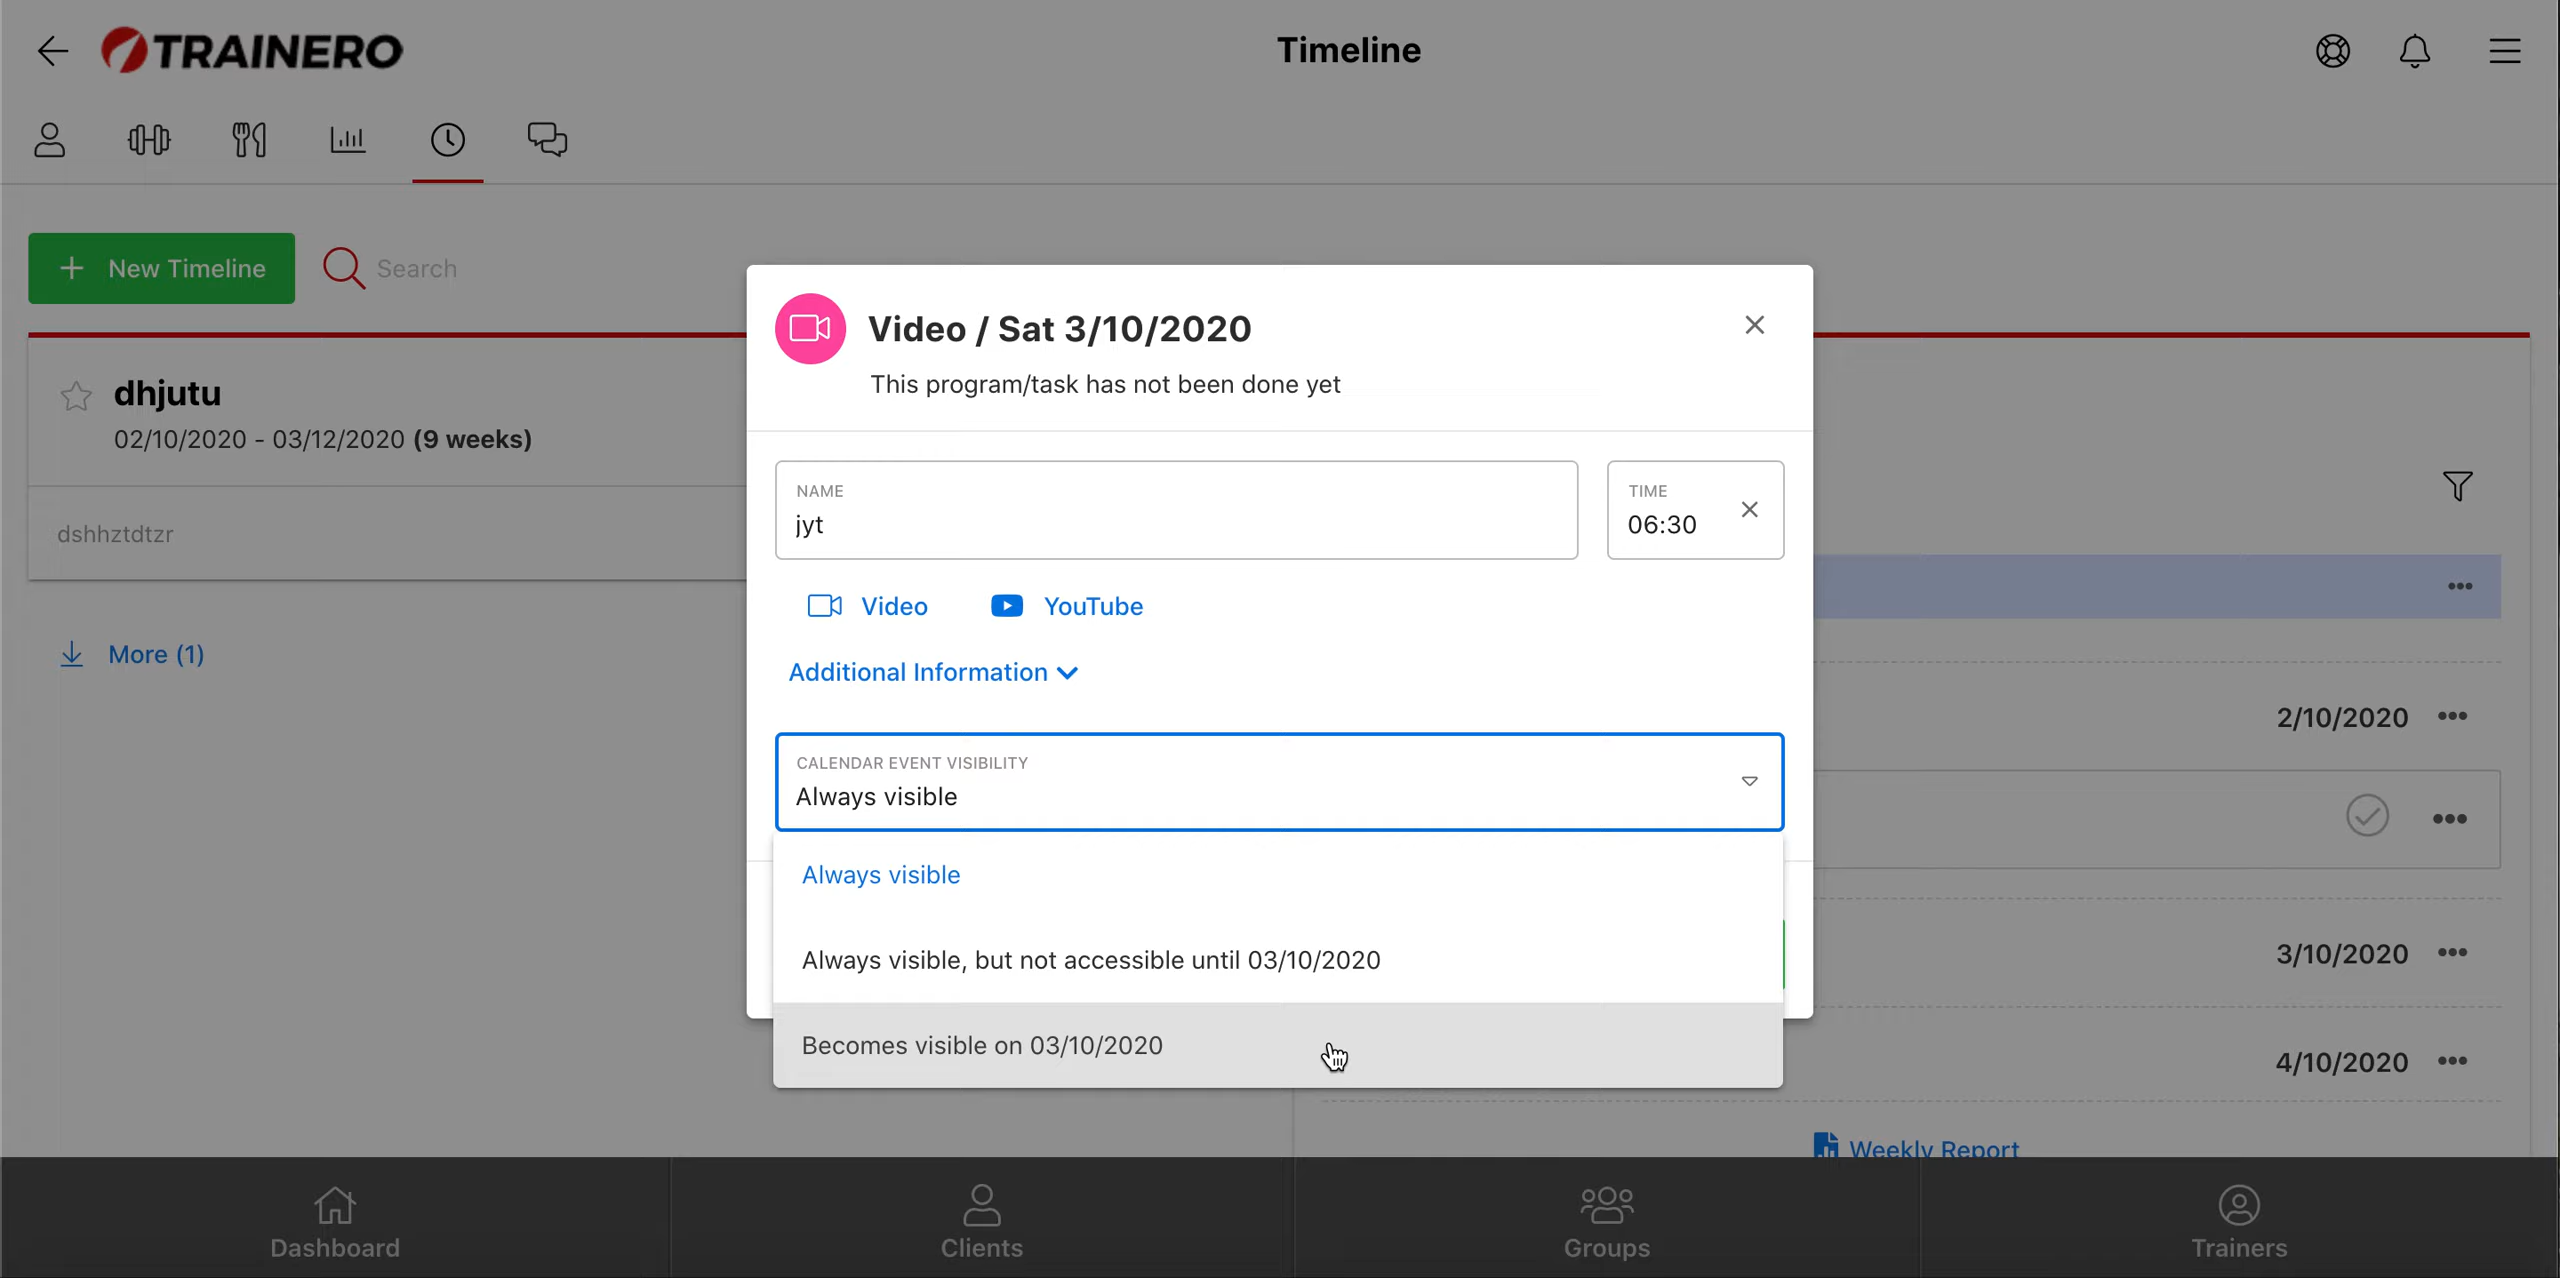 TRAINERO
Timeline
New Timeline
Search
dhjutu
02/10/2020 - 03/12/2020 (9 weeks)
dshhztdtzr
More (1)
Video / Sat 3/10/2020
This program/task has not been done yet
NAME
jyt
TIME
06:30
Video
YouTube
Additional Information
CALENDAR EVENT VISIBILITY
Always visible
Always visible
Always visible, but not accessible until 03/10/2020
Becomes visible on 03/10/2020
2/10/2020
3/10/2020
4/10/2020
Weekly Report
Dashboard
Clients
Groups
Trainers